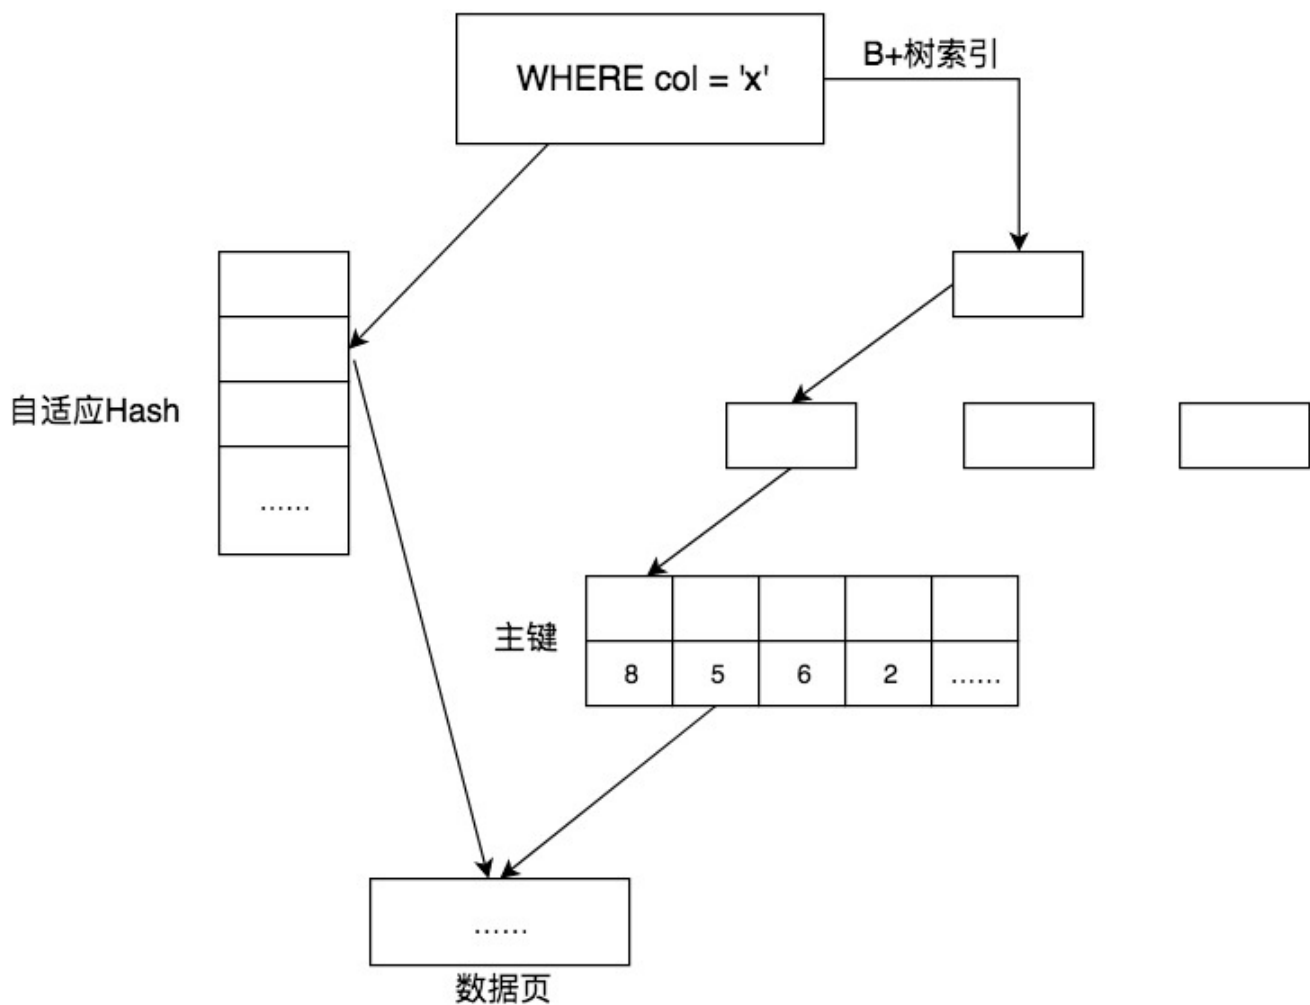 WHERE col = 'x'
B+树索引
自适应Hash
……
主键
8 5 6 2 ……
……
数据页